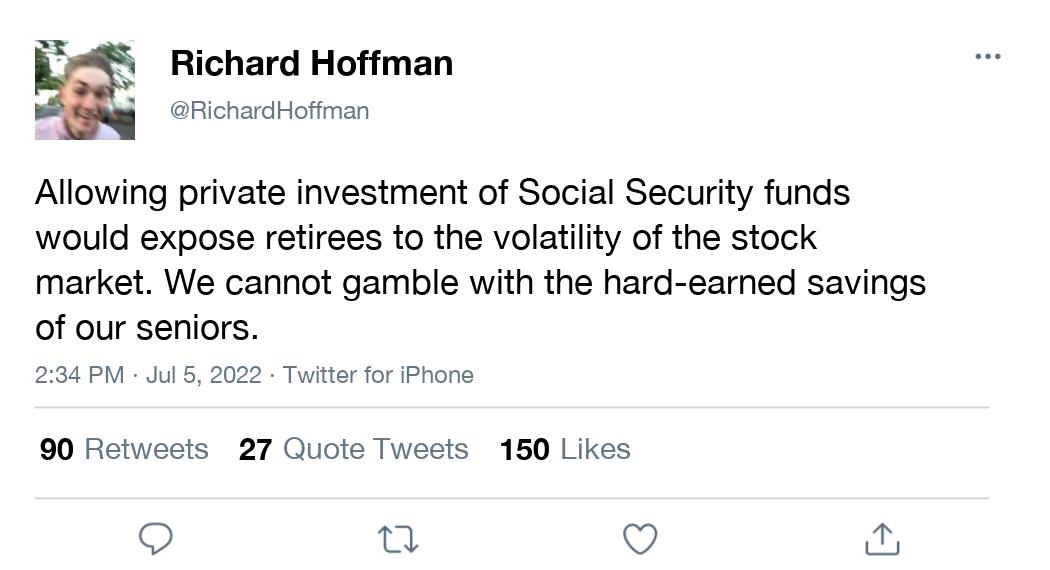 Richard Hoffman
@RichardHoffman
Allowing private investment of Social Security funds
would expose retirees to the volatility of the stock
market. We cannot gamble with the hard-earned savings
of our seniors.
2:34 PM · Jul 5, 2022 · Twitter for iPhone
90 Retweets 27 Quote Tweets 150 Likes